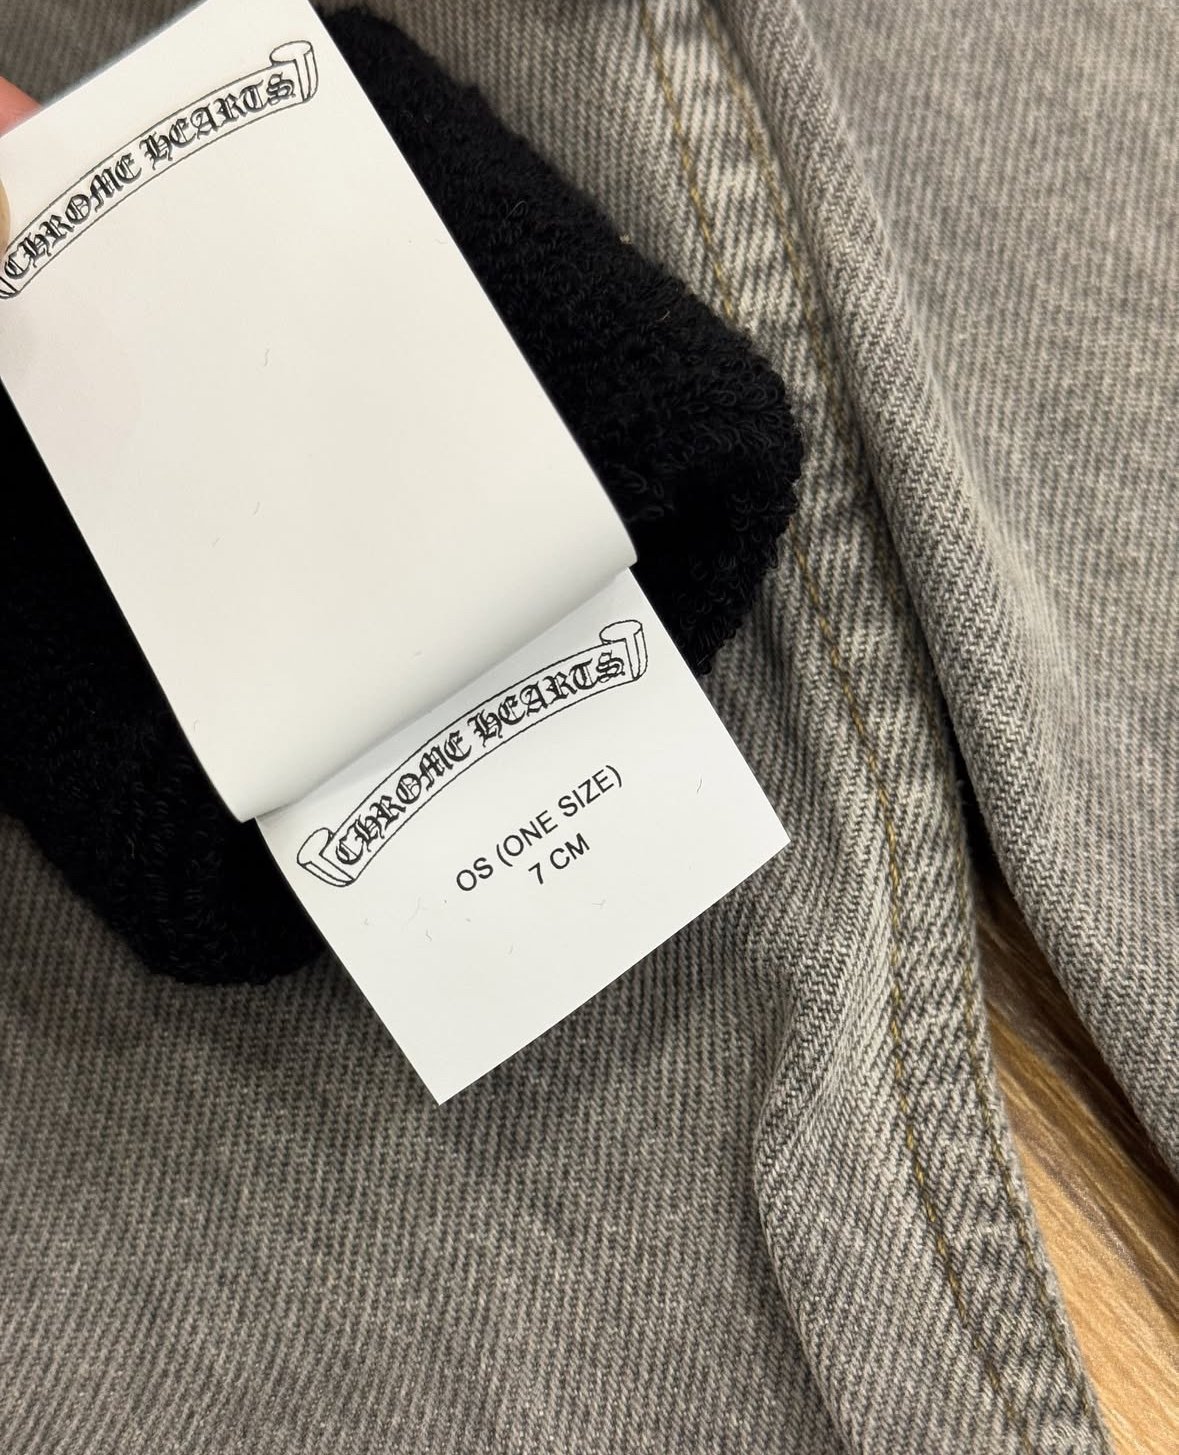 CHROME HEARTS
CHROME HEARTS
OS (ONE SIZE)
7 CM